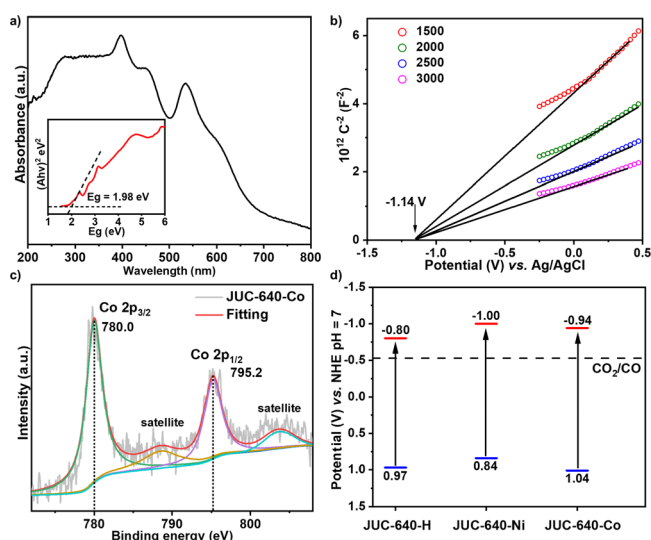 a)
Absorbance (a.u.)
(Ahv)² eV²
Eg = 1.98 eV
1 2 3 4 5 6
Eg (eV)
200 300 400 500 600 700 800
Wavelength (nm)
b)
1500
2000
2500
3000
10¹² C⁻² (F⁻²)
6
4
2
0
-1.14 V
-1.5 -1.0 -0.5 0.0 0.5
Potential (V) vs. Ag/AgCl
c)
JUC-640-Co
Fitting
Co 2p3/2
780.0
Co 2p1/2
795.2
satellite
satellite
Intensity (a.u.)
780 790 800
Binding energy (eV)
d)
Potential (V) vs. NHE pH = 7
-1.5
-1.0
-0.5
0.0
0.5
1.0
1.5
-0.80
-1.00
-0.94
CO₂/CO
0.97
0.84
1.04
JUC-640-H JUC-640-Ni JUC-640-Co